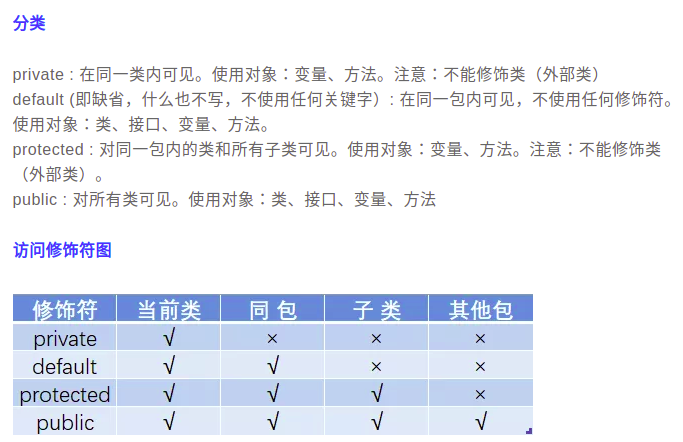 分类
private : 在同一类内可见。使用对象：变量、方法。注意：不能修饰类（外部类）
default (即缺省，什么也不写，不使用任何关键字）: 在同一包内可见，不使用任何修饰符。
使用对象：类、接口、变量、方法。
protected : 对同一包内的类和所有子类可见。使用对象：变量、方法。注意：不能修饰类
（外部类）。
public : 对所有类可见。使用对象：类、接口、变量、方法
访问修饰符图
修饰符 当前类 同 包 子 类 其他包
private √ × × ×
default √ √ × ×
protected √ √ √ ×
public √ √ √ √